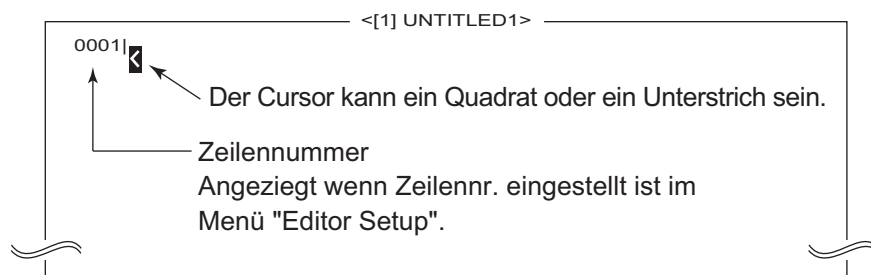 <[1] UNTITLED1>
0001|<
Der Cursor kann ein Quadrat oder ein Unterstrich sein.
Zeilennummer
Angeziegt wenn Zeilennr. eingestellt ist im
Menü "Editor Setup".